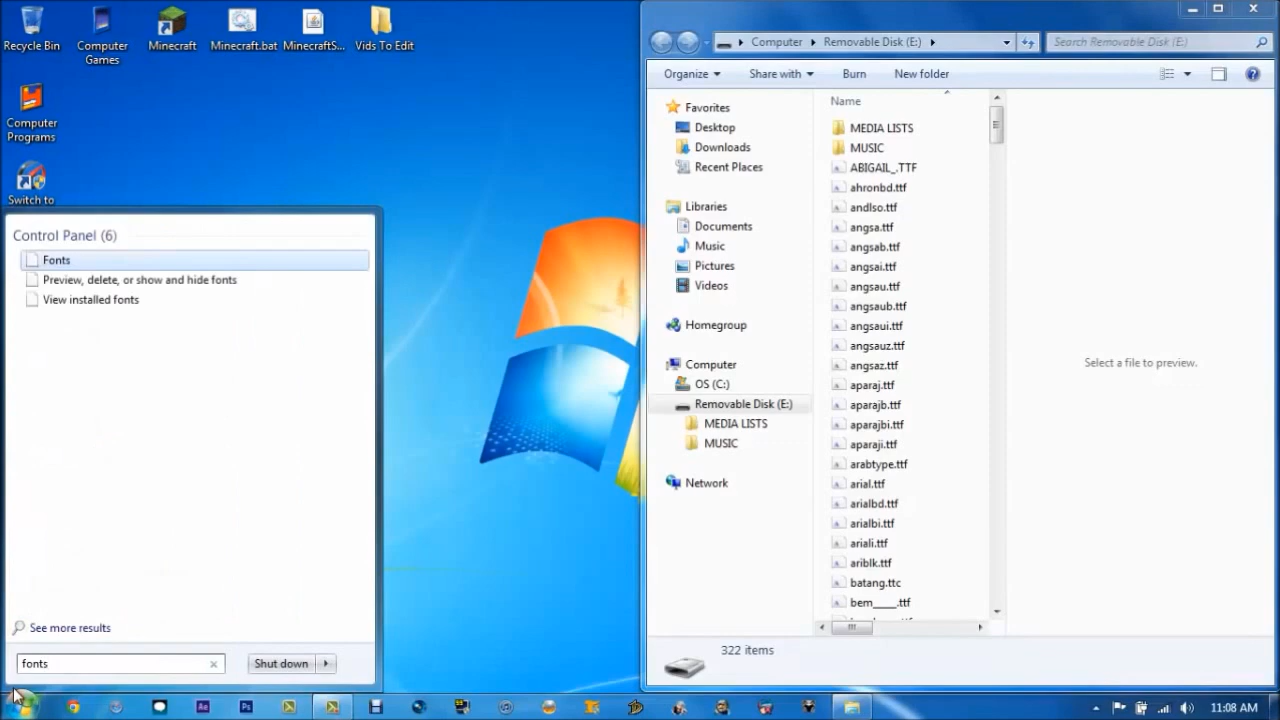 Recycle Bin
Computer Games
Minecraft
Minecraft.bat
MinecraftS...
Vids To Edit
Computer Programs
Switch to
Control Panel (6)
Fonts
Preview, delete, or show and hide fonts
View installed fonts
See more results
fonts
Shut down
Computer
Removable Disk (E:)
Search Removable Disk (E:)
Organize
Share with
Burn
New folder
Favorites
Desktop
Downloads
Recent Places
Libraries
Documents
Music
Pictures
Videos
Homegroup
Computer
OS (C:)
Removable Disk (E:)
MEDIA LISTS
MUSIC
Network
Name
MEDIA LISTS
MUSIC
ABIGAIL_.TTF
ahronbd.ttf
andlso.ttf
angsa.ttf
angsab.ttf
angsai.ttf
angsau.ttf
angsaub.ttf
angsaui.ttf
angsauz.ttf
angsaz.ttf
aparaj.ttf
aparajb.ttf
aparajbi.ttf
aparaji.ttf
arabtype.ttf
arial.ttf
arialbd.ttf
arialbi.ttf
ariali.ttf
ariblk.ttf
batang.ttc
bem____.ttf
Select a file to preview.
322 items
Ae
Ps
11:08 AM